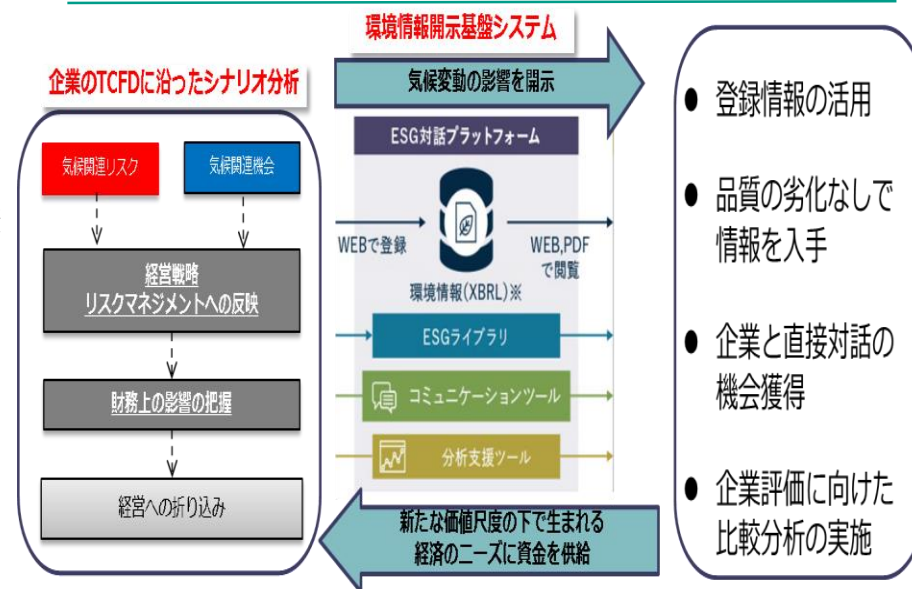 企業のTCFDに沿ったシナリオ分析
気候関連リスク
気候関連機会
経営戦略
リスクマネジメントへの反映
財務上の影響の把握
経営への折り込み
環境情報開示基盤システム
気候変動の影響を開示
ESG対話プラットフォーム
WEBで登録
WEB,PDF
で閲覧
環境情報(XBRL)※
ESGライブラリ
コミュニケーションツール
分析支援ツール
新たな価値尺度の下で生まれる
経済のニーズに資金を供給
● 登録情報の活用
● 品質の劣化なしで
情報を入手
● 企業と直接対話の
機会獲得
● 企業評価に向けた
比較分析の実施